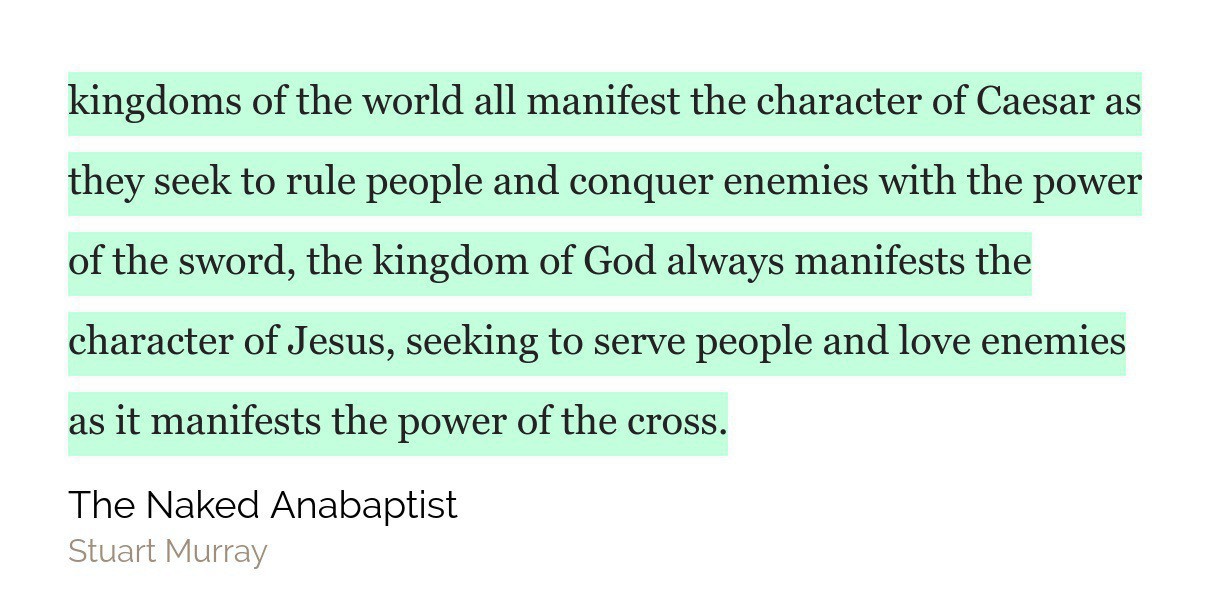 kingdoms of the world all manifest the character of Caesar as
they seek to rule people and conquer enemies with the power
of the sword, the kingdom of God always manifests the
character of Jesus, seeking to serve people and love enemies
as it manifests the power of the cross.
The Naked Anabaptist
Stuart Murray